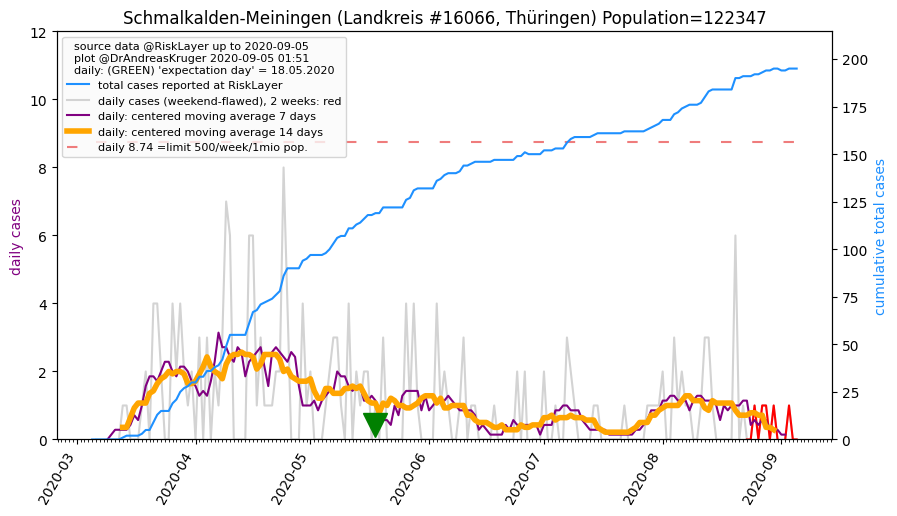 Schmalkalden-Meiningen (Landkreis #16066, Thüringen) Population=122347
source data @RiskLayer up to 2020-09-05
plot @DrAndreasKruger 2020-09-05 01:51
daily: (GREEN) 'expectation day' = 18.05.2020
total cases reported at RiskLayer
daily cases (weekend-flawed), 2 weeks: red
daily: centered moving average 7 days
daily: centered moving average 14 days
daily 8.74 =limit 500/week/1mio pop.
daily cases
12
10
8
6
4
2
0
cumulative total cases
200
175
150
125
100
75
50
25
0
2020-03
2020-04
2020-05
2020-06
2020-07
2020-08
2020-09